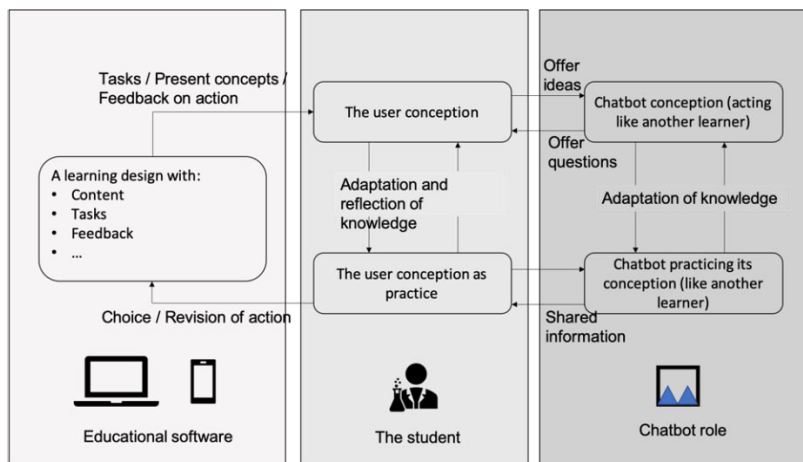 Tasks / Present concepts /
Feedback on action
A learning design with:
• Content
• Tasks
• Feedback
• ...
Choice / Revision of action
Educational software
The user conception
Adaptation and
reflection of
knowledge
The user conception as
practice
The student
Offer
ideas
Offer
questions
Shared
information
Chatbot conception (acting
like another learner)
Adaptation of knowledge
Chatbot practicing its
conception (like another
learner)
Chatbot role